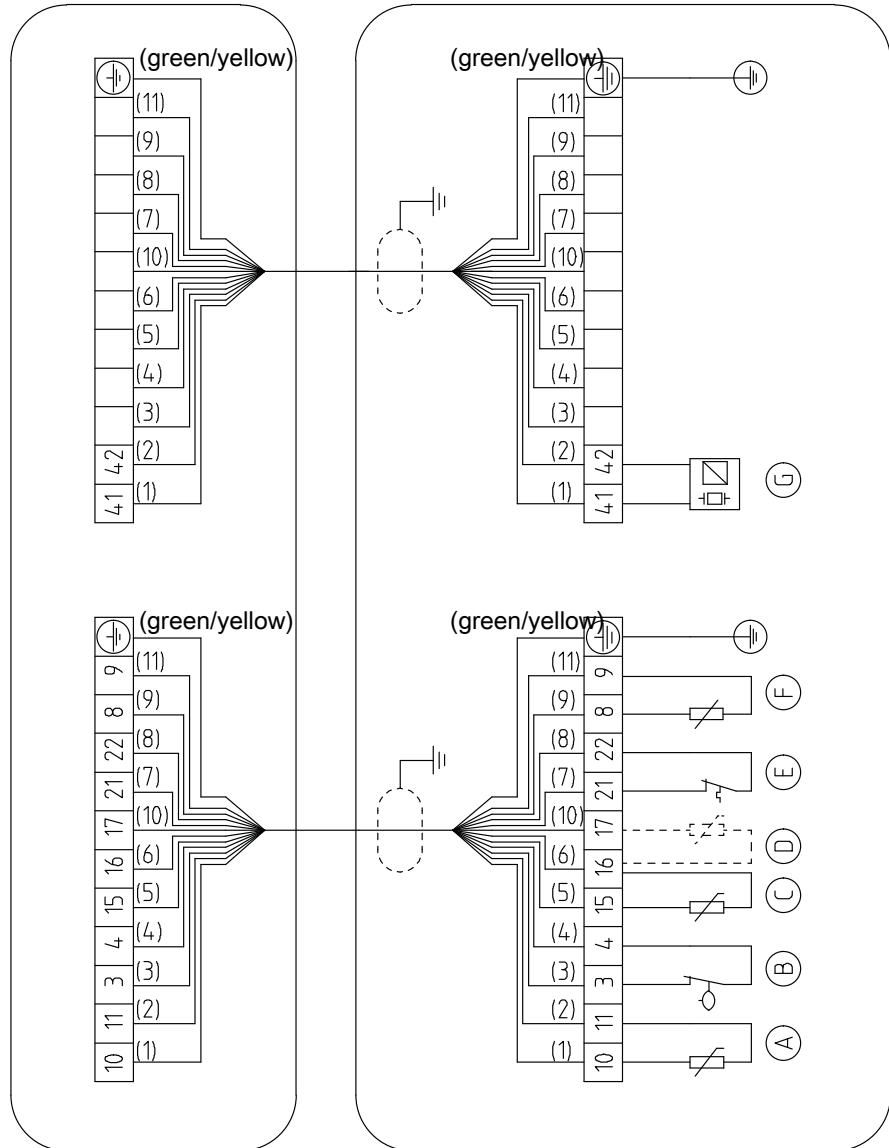 (green/yellow) (green/yellow)
(11) (11)
(9) (9)
(8) (8)
(7) (7)
(10) (10)
(6) (6)
(5) (5)
(4) (4)
(3) (3)
42 (2) (2) 42
41 (1) (1) 41 G
(green/yellow) (green/yellow)
9 (11) (11) 9 F
8 (9) (9) 8
22 (8) (8) 22 E
21 (7) (7) 21
17 (10) (10) 17 D
16 (6) (6) 16
15 (5) (5) 15 C
4 (4) (4) 4
3 (3) (3) 3 B
11 (2) (2) 11
10 (1) (1) 10 A